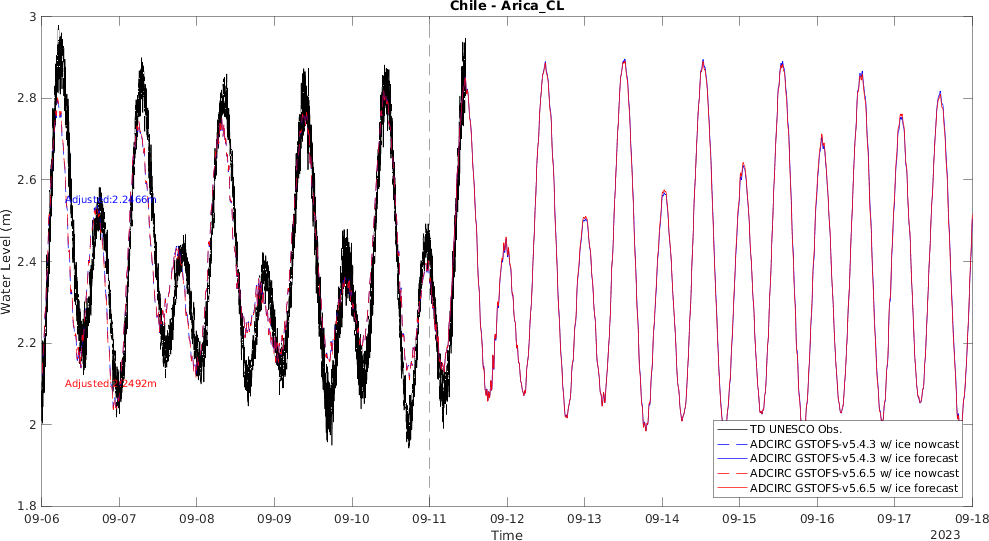 Chile - Arica_CL
3
2.8
2.6
2.4
2.2
2
1.8
Water Level (m)
Adjusted:2.2466m
Adjusted:2.2492m
TD UNESCO Obs.
ADCIRC GSTOFS-v5.4.3 w/ ice nowcast
ADCIRC GSTOFS-v5.4.3 w/ ice forecast
ADCIRC GSTOFS-v5.6.5 w/ ice nowcast
ADCIRC GSTOFS-v5.6.5 w/ ice forecast
09-06 09-07 09-08 09-09 09-10 09-11 09-12 09-13 09-14 09-15 09-16 09-17 09-18
Time
2023